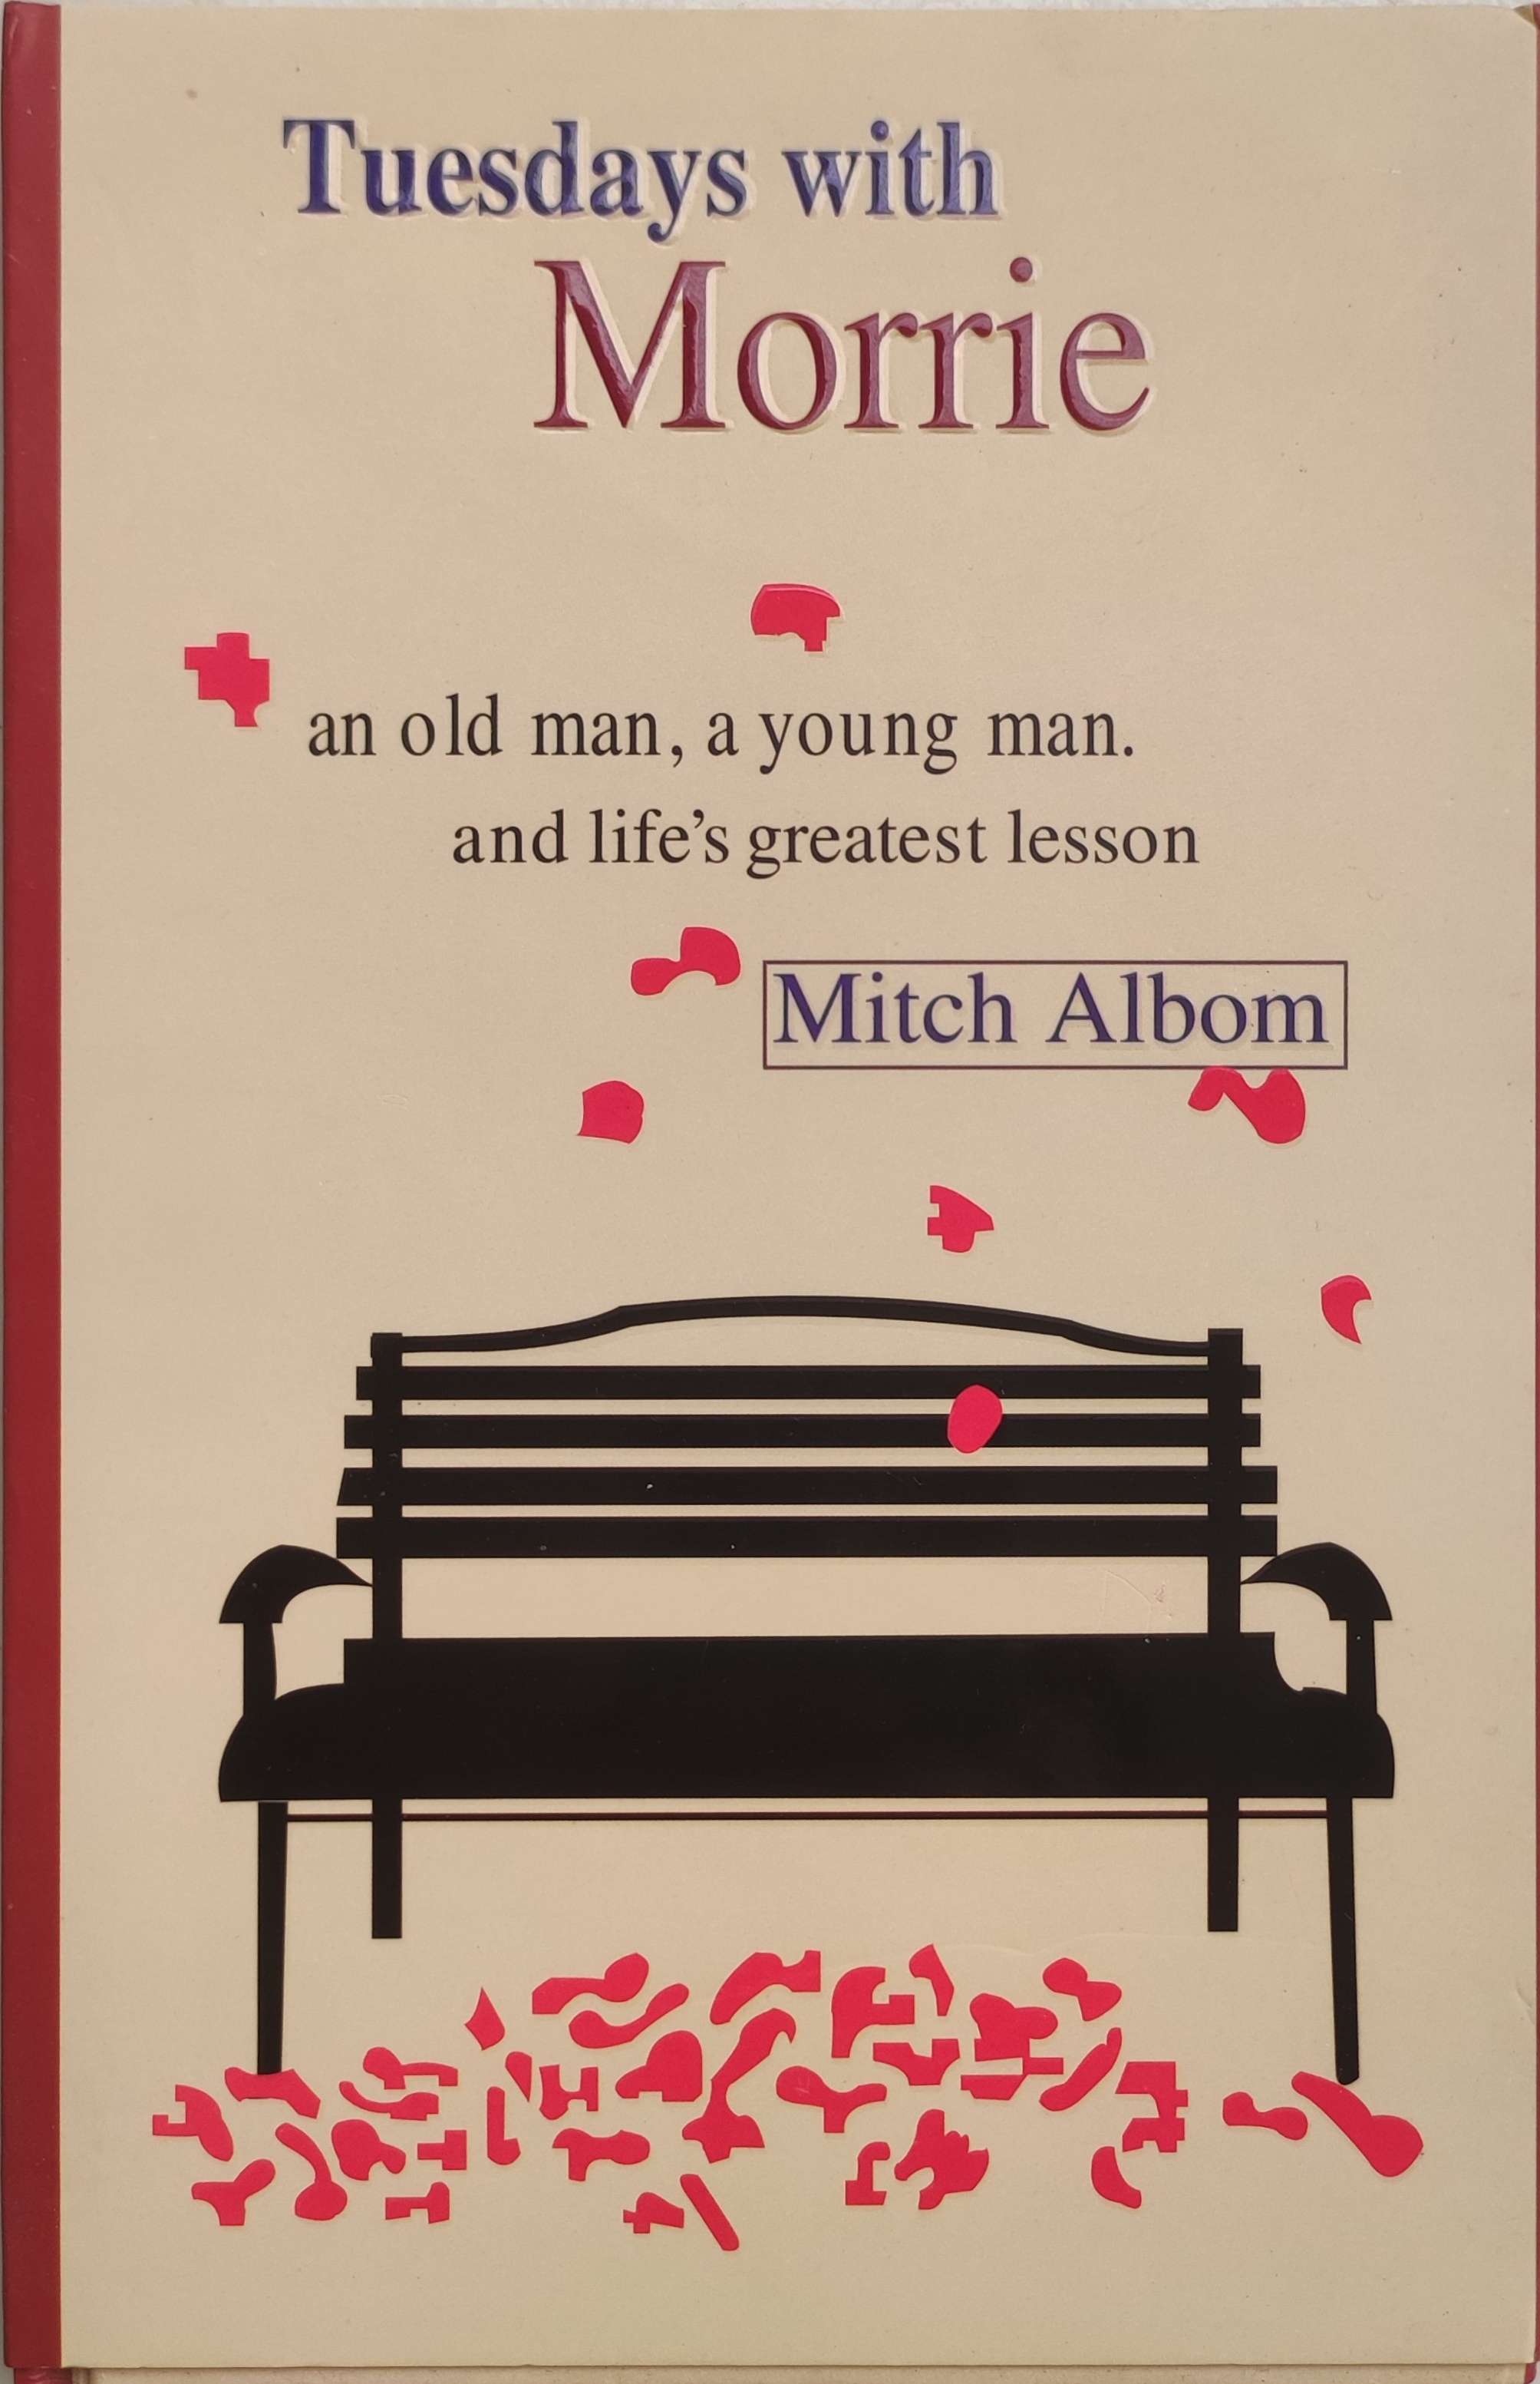 Tuesdays with
Morrie
an old man, a young man.
and life's greatest lesson
Mitch Albom